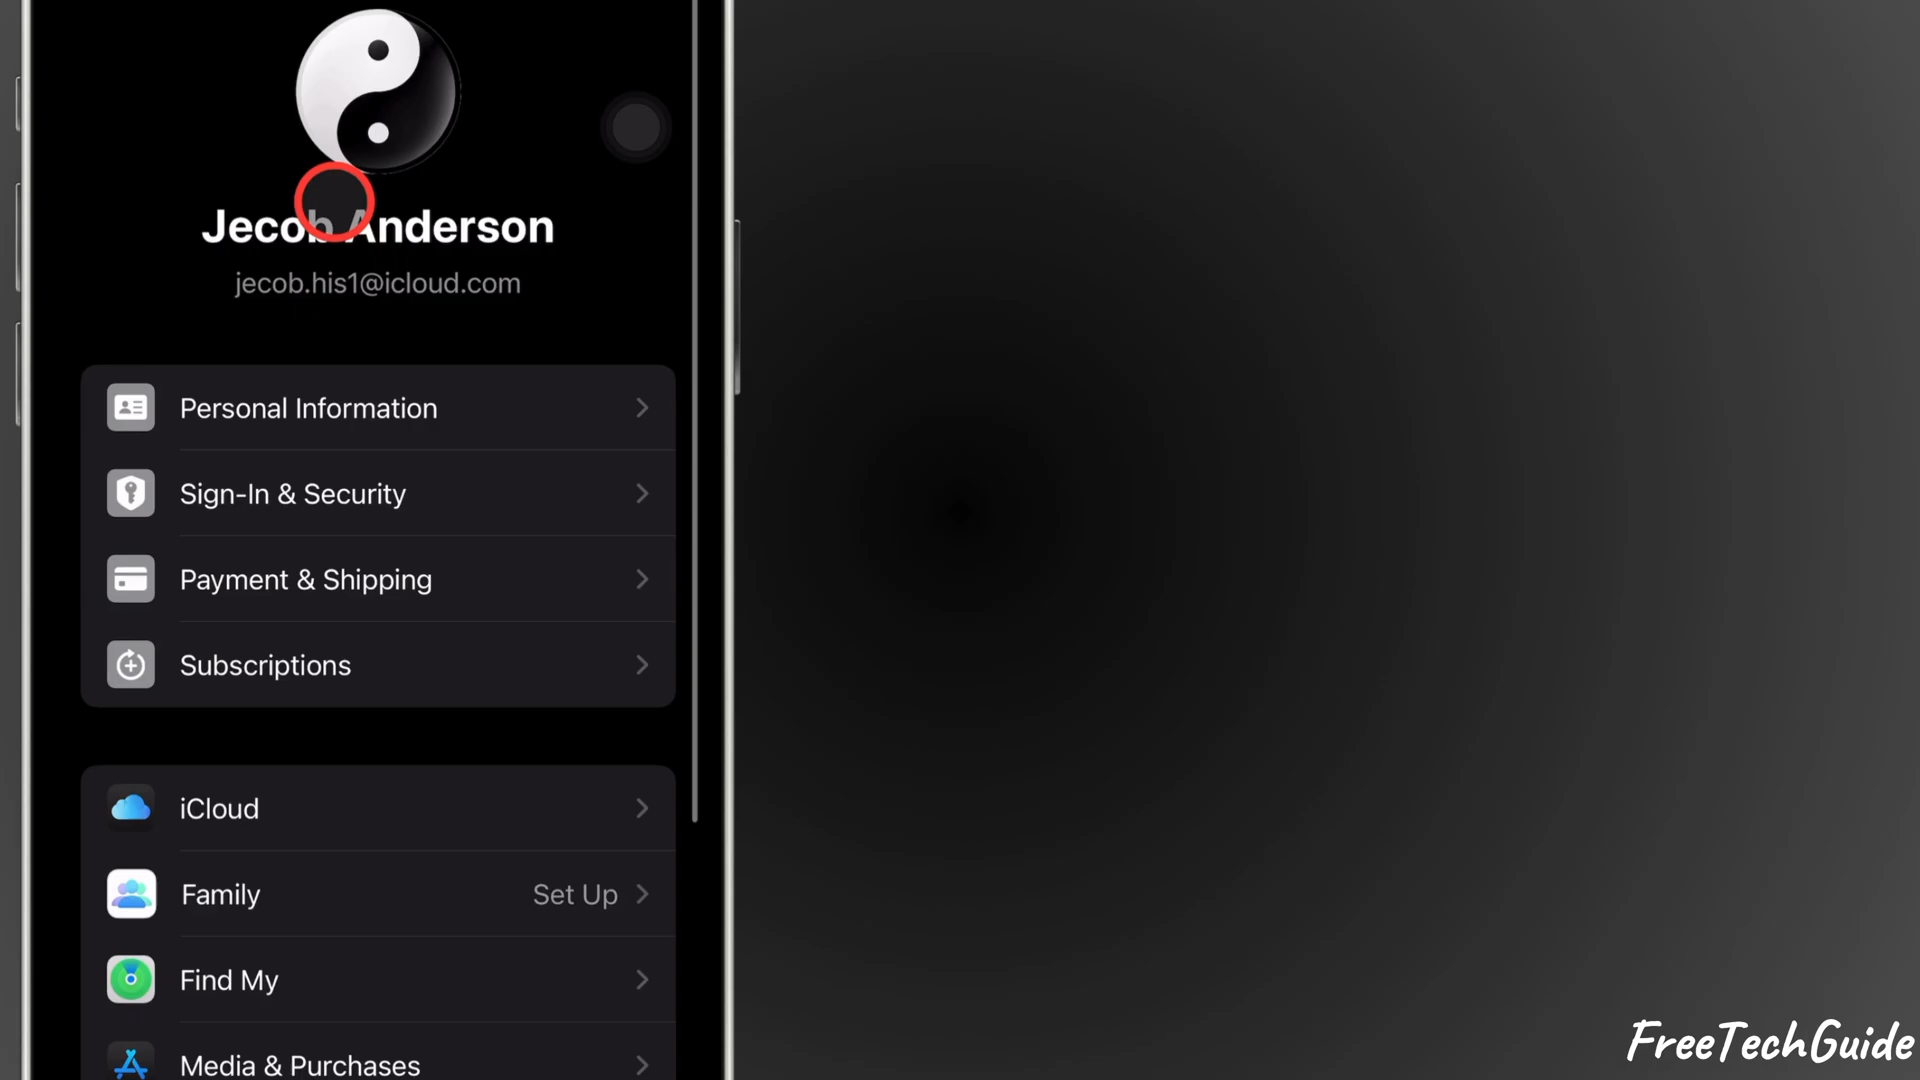 Jecob Anderson
jecob.his1@icloud.com
Personal Information
Sign-In & Security
Payment & Shipping
Subscriptions
iCloud
Family Set Up
Find My
Media & Purchases
FreeTechGuide